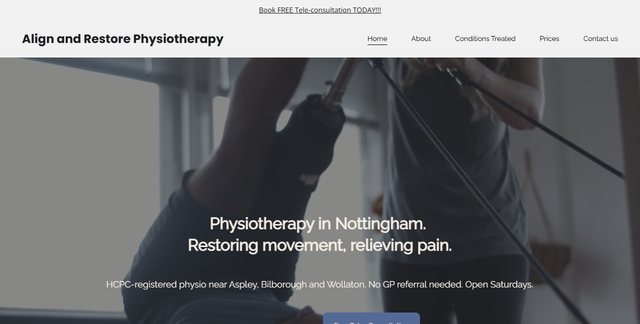 Book FREE Tele-consultation TODAY!!!
Align and Restore Physiotherapy
Home About Conditions Treated Prices Contact us
Physiotherapy in Nottingham.
Restoring movement, relieving pain.
HCPC-registered physio near Aspley, Bilborough and Wollaton. No GP referral needed. Open Saturdays.